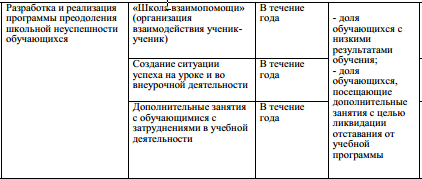 Разработка и реализация
программы преодоления
школьной неуспешности
обучающихся
«Школа взаимопомощи»
(организация
взаимодействия ученик-
ученик)
В течение
года
Создание ситуации
успеха на уроке и во
внеурочной деятельности
В течение
года
Дополнительные занятия
с обучающимися с
затруднениями в учебной
деятельности
В течение
года
- доля
обучающихся с
низкими
результатами
обучения;
- доля
обучающихся,
посещающие
дополнительные
занятия с целью
ликвидации
отставания от
учебной
программы